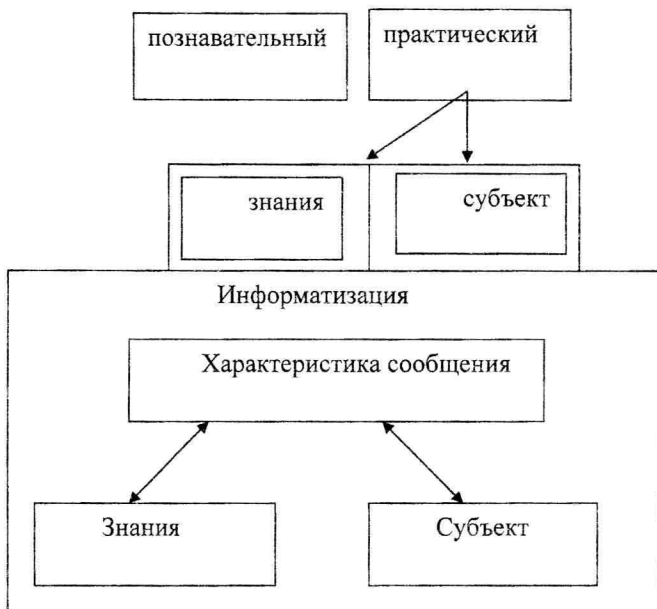 познавательный
практический
знания
субъект
Информатизация
Характеристика сообщения
Знания
Субъект